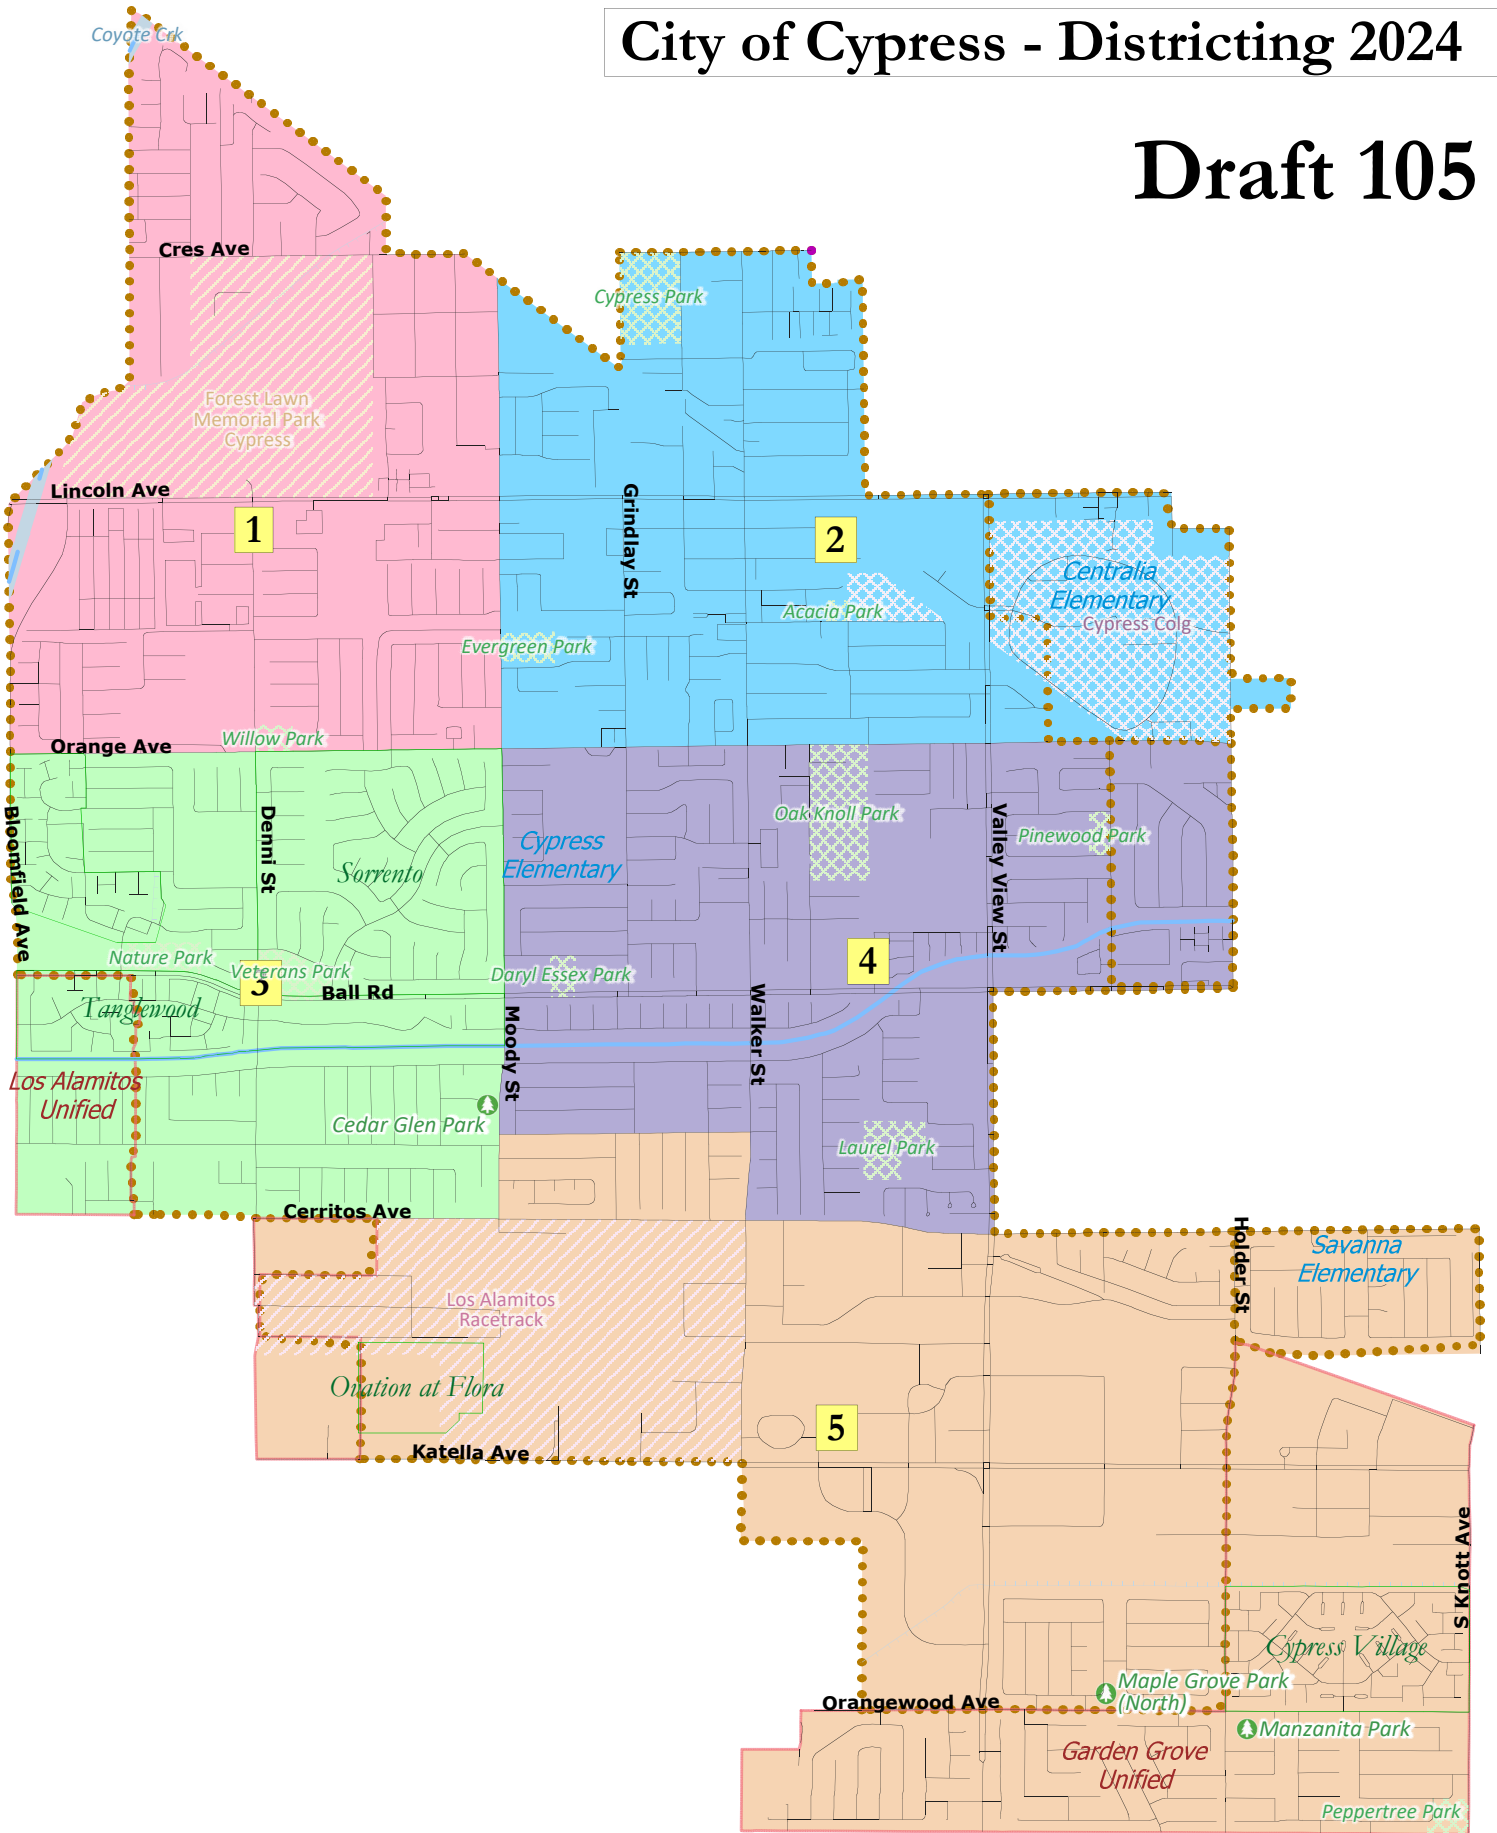 City of Cypress - Districting 2024
Coyote Crk
Draft 105
Cres Ave
Cypress Park
Forest Lawn
Memorial Park
Cypress
Lincoln Ave
Grindlay St
1
2
Centralia
Elementary
Acacia Park
Cypress Colg
Evergreen Park
Willow Park
Orange Ave
Bloomfield Ave
Denni St
Oak Knoll Park
Valley View St
Pinewood Park
Cypress
Elementary
Sorrento
Nature Park
Veterans Park
3
Daryl Essex Park
4
Ball Rd
Tanglewood
Moody St
Walker St
Los Alamitos
Unified
Cedar Glen Park
Laurel Park
Cerritos Ave
Holder St
Savanna
Elementary
Los Alamitos
Racetrack
Ovation at Flora
5
Katella Ave
S Knott Ave
Cypress Village
Maple Grove Park
(North)
Orangewood Ave
Manzanita Park
Garden Grove
Unified
Peppertree Park